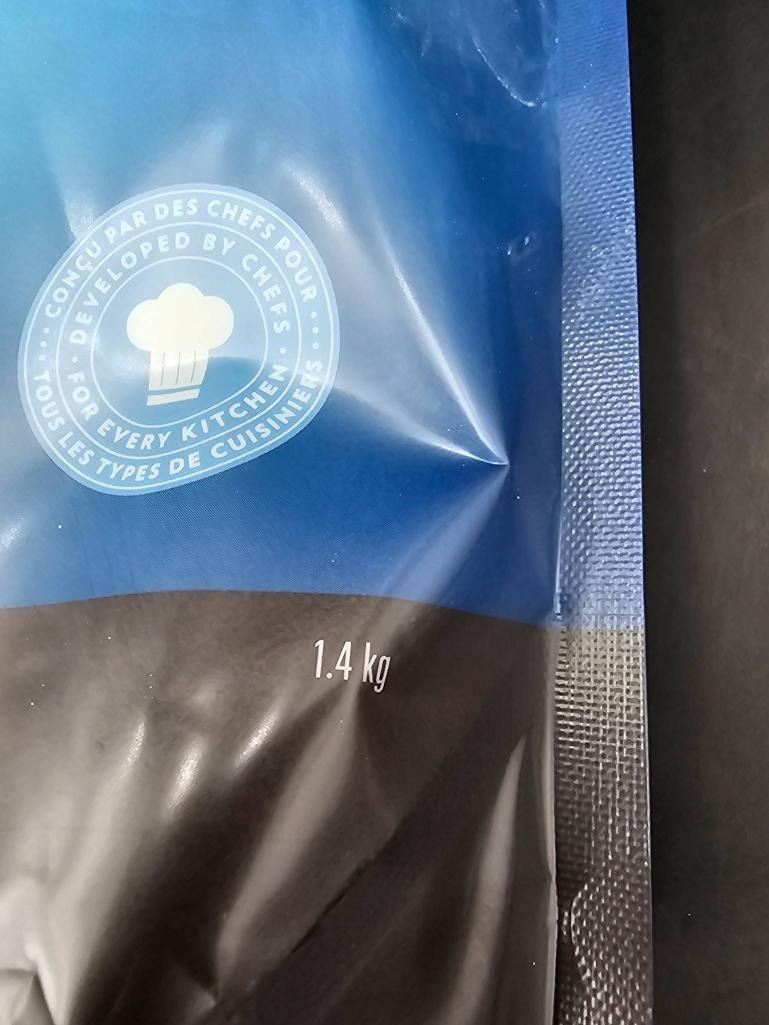 CONÇU PAR DES CHEFS POUR
TOUS LES TYPES DE CUISINIERS
DEVELOPED BY CHEFS
FOR EVERY KITCHEN
1.4 kg